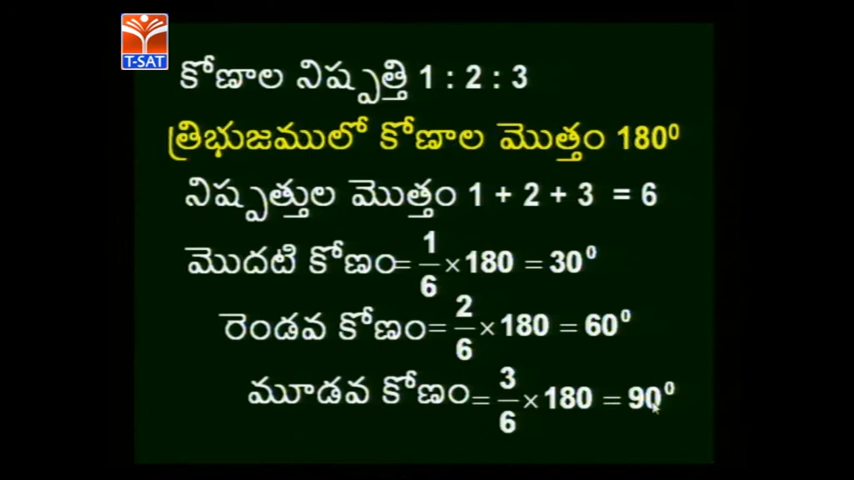 T-SAT
కోణాల నిష్పత్తి 1 : 2 : 3
త్రిభుజములో కోణాల మొత్తం 180⁰
నిష్పత్తుల మొత్తం 1 + 2 + 3 = 6
మొదటి కోణం= 1/6 × 180 = 30⁰
రెండవ కోణం= 2/6 × 180 = 60⁰
మూడవ కోణం= 3/6 × 180 = 90⁰